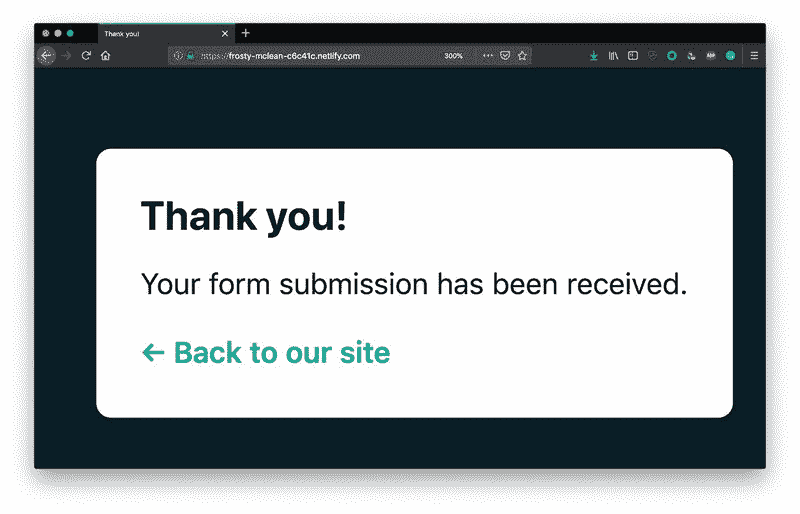 Thank you!
https://frosty-mclean-c6c41c.netlify.com
300%
Thank you!
Your form submission has been received.
← Back to our site